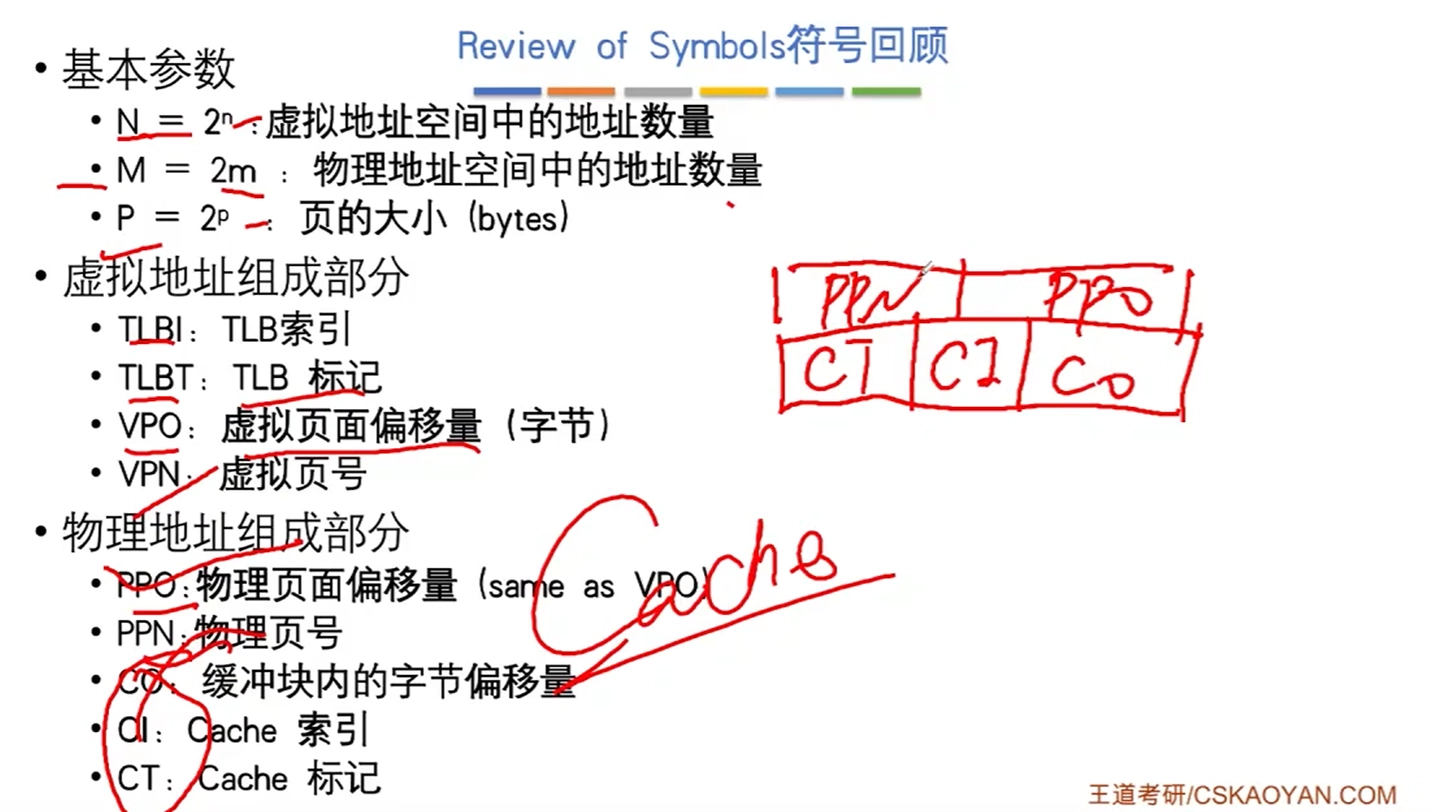 Review of Symbols符号回顾
• 基本参数
• N = 2ⁿ :虚拟地址空间中的地址数量
• M = 2m : 物理地址空间中的地址数量
• P = 2ᵖ : 页的大小 (bytes)
• 虚拟地址组成部分
• TLBI: TLB索引
• TLBT: TLB 标记
• VPO: 虚拟页面偏移量 (字节)
• VPN: 虚拟页号
• 物理地址组成部分
• PPO:物理页面偏移量 (same as VPO)
• PPN:物理页号
• CO: 缓冲块内的字节偏移量
• CI: Cache 索引
• CT: Cache 标记
PPN PPO
CT CI CO
Cache
王道考研/CSKAOYAN.COM